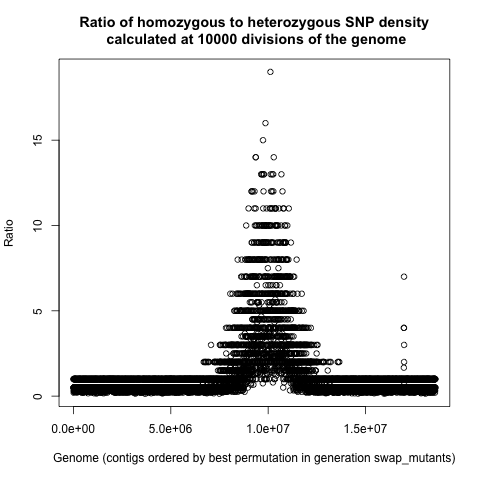 Ratio of homozygous to heterozygous SNP density
calculated at 10000 divisions of the genome
Ratio
15
10
5
0
0.0e+00 5.0e+06 1.0e+07 1.5e+07
Genome (contigs ordered by best permutation in generation swap_mutants)